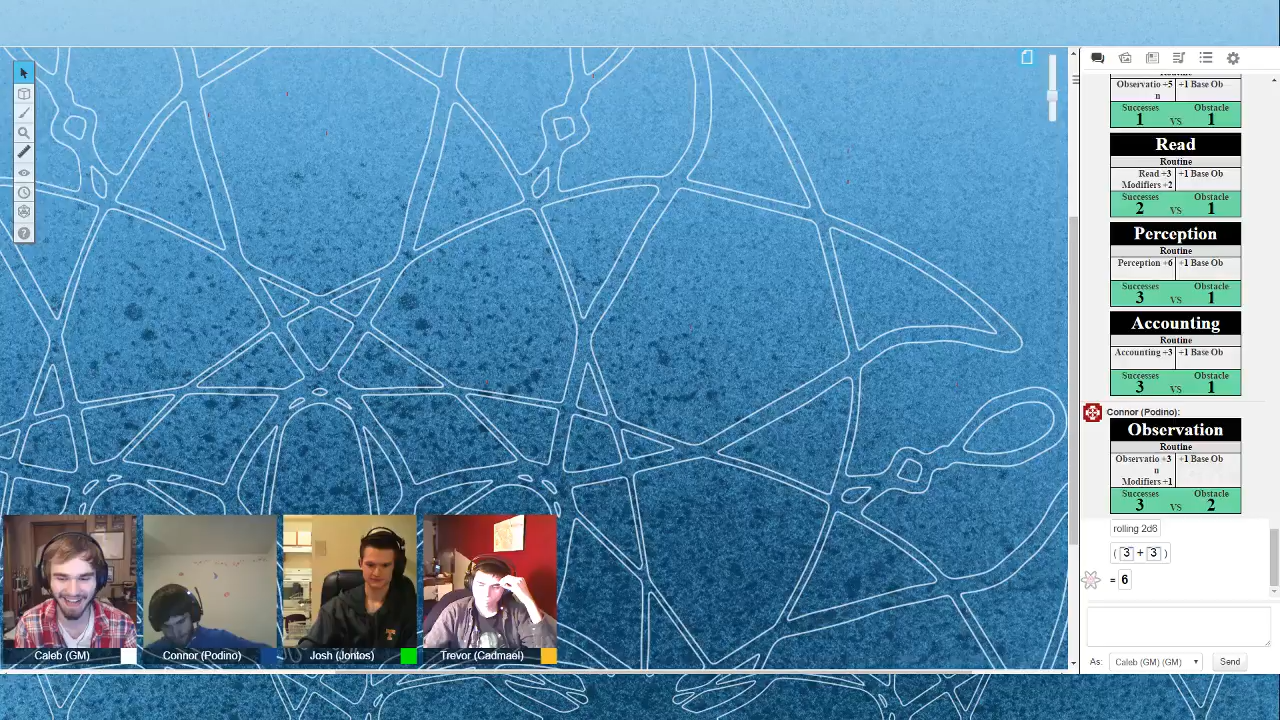 Routine
Observatio +5 +1 Base Ob
n
Successes Obstacle
1 VS 1
Read
Routine
Read +3 +1 Base Ob
Modifiers +2
Successes Obstacle
2 VS 1
Perception
Routine
Perception +6 +1 Base Ob
Successes Obstacle
3 VS 1
Accounting
Routine
Accounting +3 +1 Base Ob
Successes Obstacle
3 VS 1
Connor (Podino):
Observation
Routine
Observatio +3 +1 Base Ob
n
Modifiers +1
Successes Obstacle
3 VS 2
rolling 2d6
(3+3)
= 6
As: Caleb (GM) (GM) Send
Caleb (GM)
Connor (Podino)
Josh (Jontos)
Trevor (Cadmael)